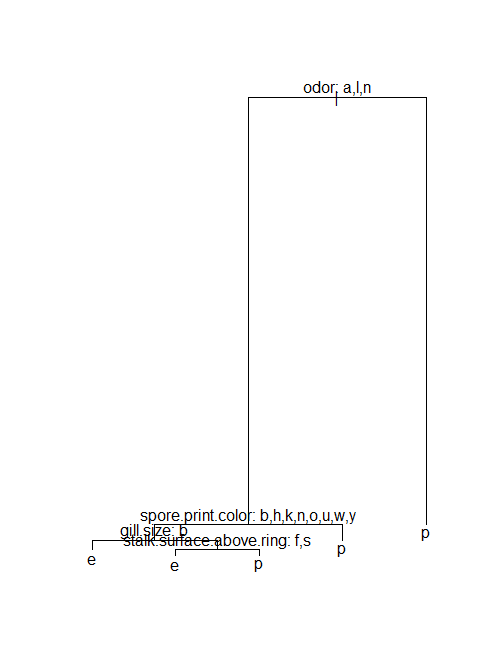 odor: a,l,n
spore.print.color: b,h,k,n,o,u,w,y
gill.size: b
p
stalk.surface.above.ring: f,s
p
e
e
p